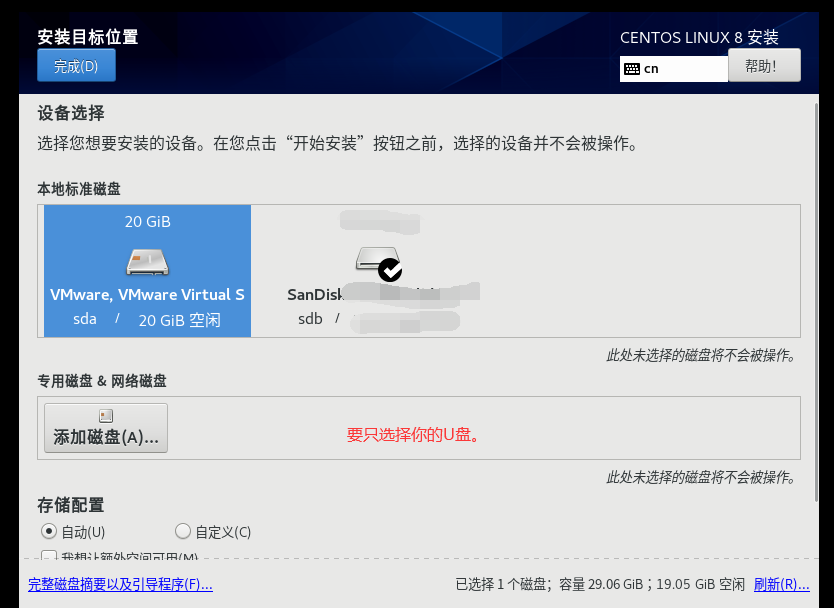 安装目标位置
CENTOS LINUX 8 安装
完成(D)
cn
帮助！
设备选择
选择您想要安装的设备。在您点击“开始安装”按钮之前，选择的设备并不会被操作。
本地标准磁盘
20 GiB
VMware, VMware Virtual S
SanDisk
sda / 20 GiB 空闲
sdb /
此处未选择的磁盘将不会被操作。
专用磁盘 & 网络磁盘
添加磁盘(A)...
要只选择你的U盘。
此处未选择的磁盘将不会被操作。
存储配置
自动(U)
自定义(C)
我想让额外空间可用(M)
完整磁盘摘要以及引导程序(F)...
已选择 1 个磁盘；容量 29.06 GiB；19.05 GiB 空闲
刷新(R)...